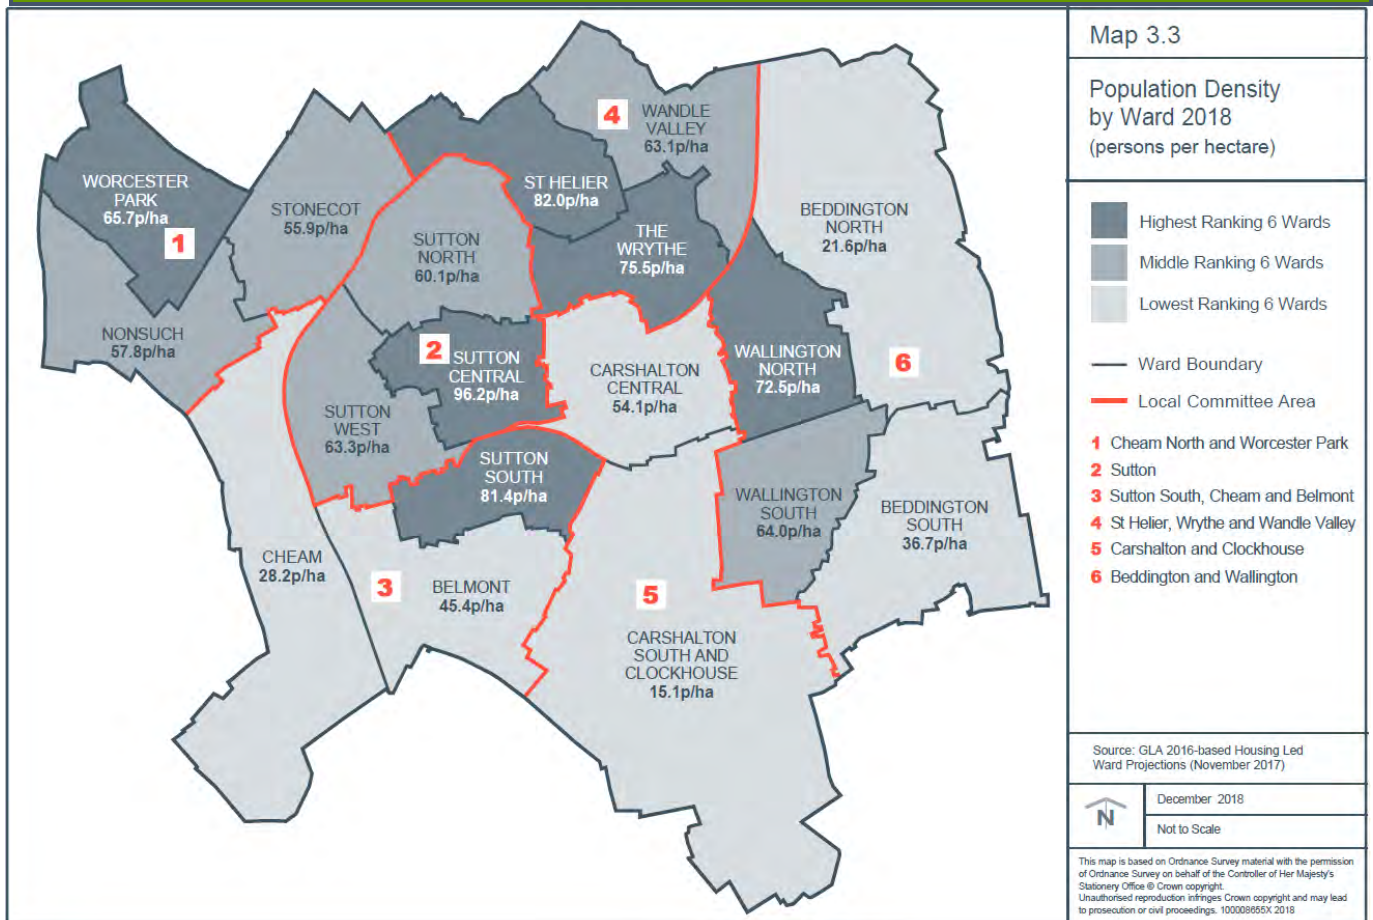 Map 3.3
Population Density
by Ward 2018
(persons per hectare)
Highest Ranking 6 Wards
Middle Ranking 6 Wards
Lowest Ranking 6 Wards
Ward Boundary
Local Committee Area
1 Cheam North and Worcester Park
2 Sutton
3 Sutton South, Cheam and Belmont
4 St Helier, Wrythe and Wandle Valley
5 Carshalton and Clockhouse
6 Beddington and Wallington
Source: GLA 2016-based Housing Led
Ward Projections (November 2017)
N
December 2018
Not to Scale
This map is based on Ordnance Survey material with the permission
of Ordnance Survey on behalf of the Controller of Her Majesty's
Stationery Office © Crown copyright.
Unauthorised reproduction infringes Crown copyright and may lead
to prosecution or civil proceedings. 100008655X 2018
WORCESTER
PARK
65.7p/ha
1
STONECOT
55.9p/ha
NONSUCH
57.8p/ha
SUTTON
NORTH
60.1p/ha
ST HELIER
82.0p/ha
4
WANDLE
VALLEY
63.1p/ha
THE
WRYTHE
75.5p/ha
BEDDINGTON
NORTH
21.6p/ha
6
2
SUTTON
CENTRAL
96.2p/ha
CARSHALTON
CENTRAL
54.1p/ha
WALLINGTON
NORTH
72.5p/ha
SUTTON
WEST
63.3p/ha
SUTTON
SOUTH
81.4p/ha
WALLINGTON
SOUTH
64.0p/ha
BEDDINGTON
SOUTH
36.7p/ha
CHEAM
28.2p/ha
3
BELMONT
45.4p/ha
5
CARSHALTON
SOUTH AND
CLOCKHOUSE
15.1p/ha